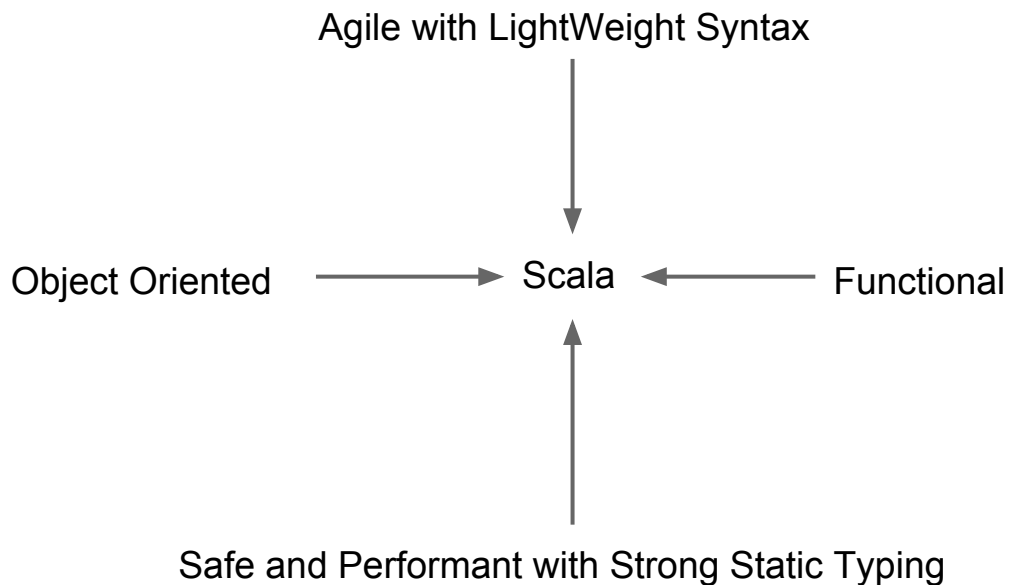 Agile with LightWeight Syntax
Object Oriented
Scala
Functional
Safe and Performant with Strong Static Typing